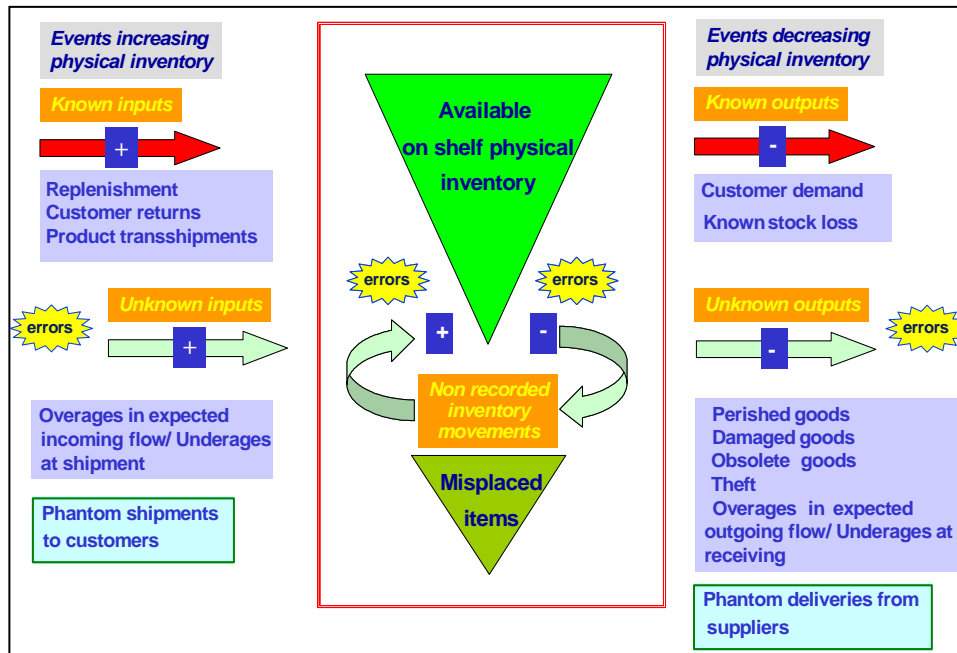 Events increasing
physical inventory
Known inputs
+
Replenishment
Customer returns
Product transshipments
errors
Unknown inputs
+
Overages in expected
incoming flow/ Underages
at shipment
Phantom shipments
to customers
Available
on shelf physical
inventory
errors
errors
+
-
Non recorded
inventory
movements
Misplaced
items
Events decreasing
physical inventory
Known outputs
-
Customer demand
Known stock loss
Unknown outputs
-
errors
Perished goods
Damaged goods
Obsolete goods
Theft
Overages in expected
outgoing flow/ Underages at
receiving
Phantom deliveries from
suppliers